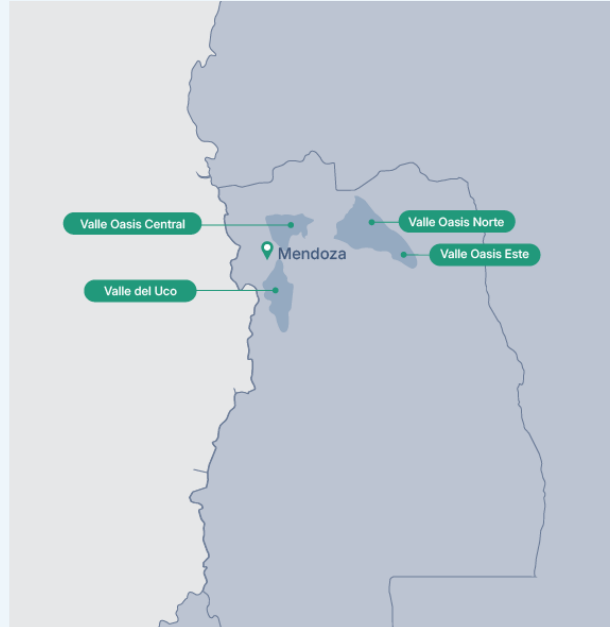 Valle Oasis Central
Valle Oasis Norte
Mendoza
Valle Oasis Este
Valle del Uco